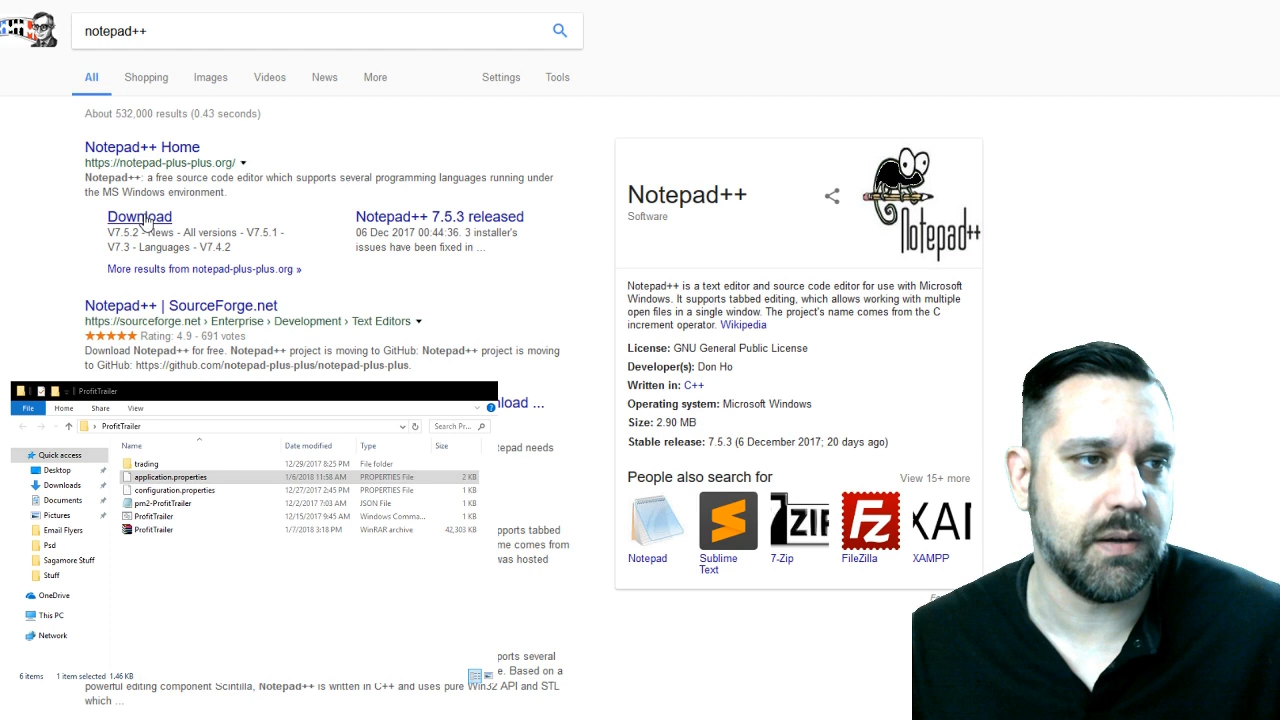 notepad++
All Shopping Images Videos News More Settings Tools
About 532,000 results (0.43 seconds)
Notepad++ Home
https://notepad-plus-plus.org/
Notepad++: a free source code editor which supports several programming languages running under
the MS Windows environment.
Download
V7.5.2 - News - All versions - V7.5.1 -
V7.3 - Languages - V7.4.2
Notepad++ 7.5.3 released
06 Dec 2017 00:44:36. 3 installer's
issues have been fixed in ...
More results from notepad-plus-plus.org »
Notepad++ | SourceForge.net
https://sourceforge.net › Enterprise › Development › Text Editors
Rating: 4.9 - 691 votes
Download Notepad++ for free. Notepad++ project is moving to GitHub: Notepad++ project is moving
to GitHub: https://github.com/notepad-plus-plus/notepad-plus-plus.
...
needs
tabbed
me comes from
was hosted
several
e. Based on a
powerful editing component Scintilla, Notepad++ is written in C++ and uses pure Win32 API and STL
which ...
ProfitTrailer
File Home Share View
ProfitTrailer
Search Pr...
Name Date modified Type Size
Quick access
Desktop
Downloads
Documents
Pictures
Email Flyers
Psd
Sagamore Stuff
Stuff
OneDrive
This PC
Network
trading 12/29/2017 8:25 PM File folder
application.properties 1/6/2018 11:58 AM PROPERTIES File 2 KB
configuration.properties 12/27/2017 2:45 PM PROPERTIES File 1 KB
pm2-ProfitTrailer 12/2/2017 7:03 AM JSON File 1 KB
ProfitTrailer 12/15/2017 9:45 AM Windows Comma... 1 KB
ProfitTrailer 1/7/2018 3:18 PM WinRAR archive 42,303 KB
6 items 1 item selected 1.46 KB
Notepad++
Software
Notepad++
Notepad++ is a text editor and source code editor for use with Microsoft
Windows. It supports tabbed editing, which allows working with multiple
open files in a single window. The project's name comes from the C
increment operator. Wikipedia
License: GNU General Public License
Developer(s): Don Ho
Written in: C++
Operating system: Microsoft Windows
Size: 2.90 MB
Stable release: 7.5.3 (6 December 2017; 20 days ago)
People also search for
View 15+ more
7ZIP
Fz
XAI
Notepad
Sublime
Text
7-Zip
FileZilla
XAMPP